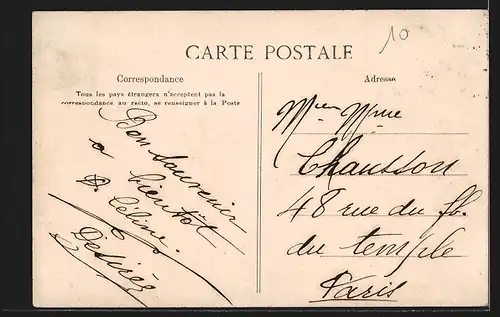 10
CARTE POSTALE
Correspondance
Tous les pays étrangers n'acceptent pas la
correspondance au recto, se renseigner à la Poste
Bon souvenir
a bientôt
Céline
Désirée
Adresse
Mme
Chausson
48 rue du fb.
du temple
Paris